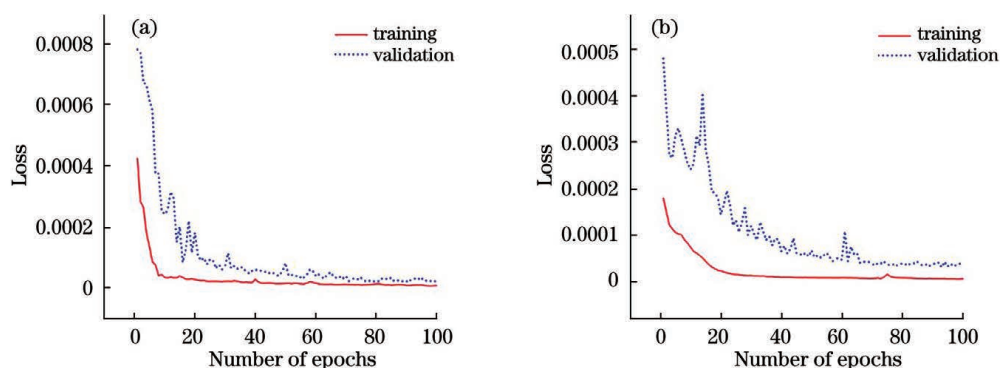 (a)
training
validation
0.0008
0.0006
0.0004
0.0002
0
Loss
0 20 40 60 80 100
Number of epochs
(b)
training
validation
0.0005
0.0004
0.0003
0.0002
0.0001
0
Loss
0 20 40 60 80 100
Number of epochs